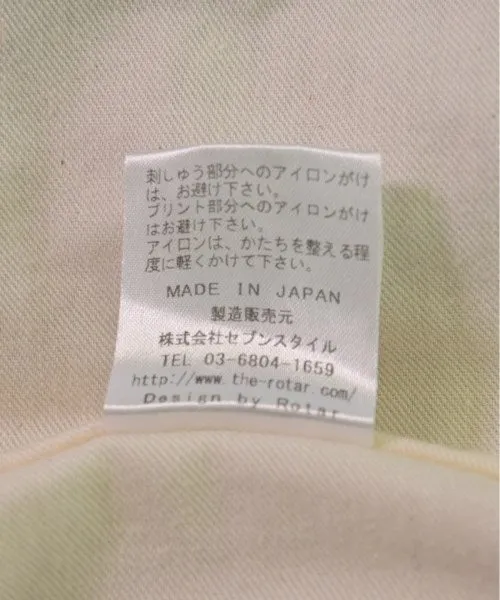 刺しゅう部分へのアイロンがけ
は、お避け下さい。
プリント部分へのアイロンがけ
はお避け下さい。
アイロンは、かたちを整える程
度に軽くかけて下さい。
MADE IN JAPAN
製造販売元
株式会社セブンスタイル
TEL 03-6804-1659
http://www.the-rotar.com/
Design by Rotar